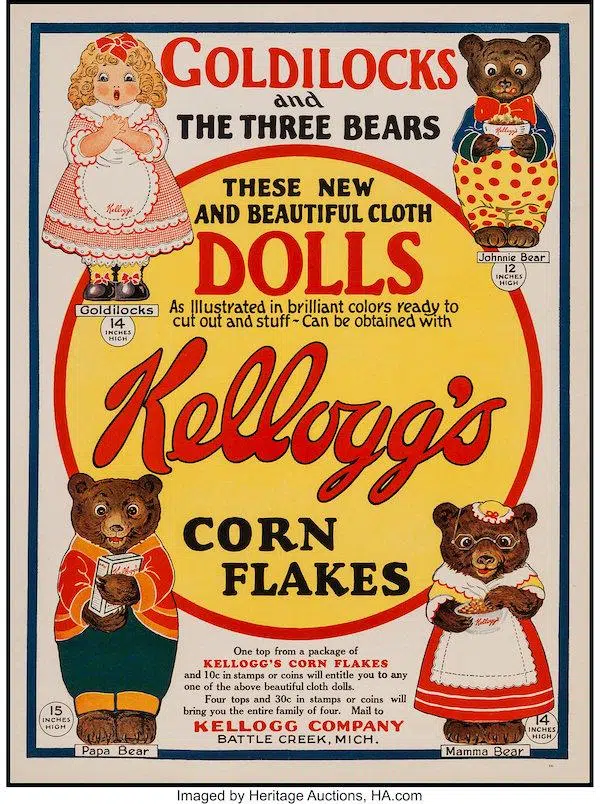 GOLDILOCKS
and
THE THREE BEARS
THESE NEW
AND BEAUTIFUL CLOTH
DOLLS
As Illustrated in brilliant colors ready to
cut out and stuff ~ Can be obtained with
Kellogg's
CORN
FLAKES
Kellogg's
Goldilocks
14
INCHES
HIGH
Kellogg's
Johnnie Bear
12
INCHES
HIGH
Kellogg's
15
INCHES
HIGH
Papa Bear
Kellogg's
14
INCHES
HIGH
Mamma Bear
One top from a package of
KELLOGG'S CORN FLAKES
and 10c in stamps or coins will entitle you to any
one of the above beautiful cloth dolls.
Four tops and 30c in stamps or coins will
bring you the entire family of four. Mail to
KELLOGG COMPANY
BATTLE CREEK, MICH.
Imaged by Heritage Auctions, HA.com